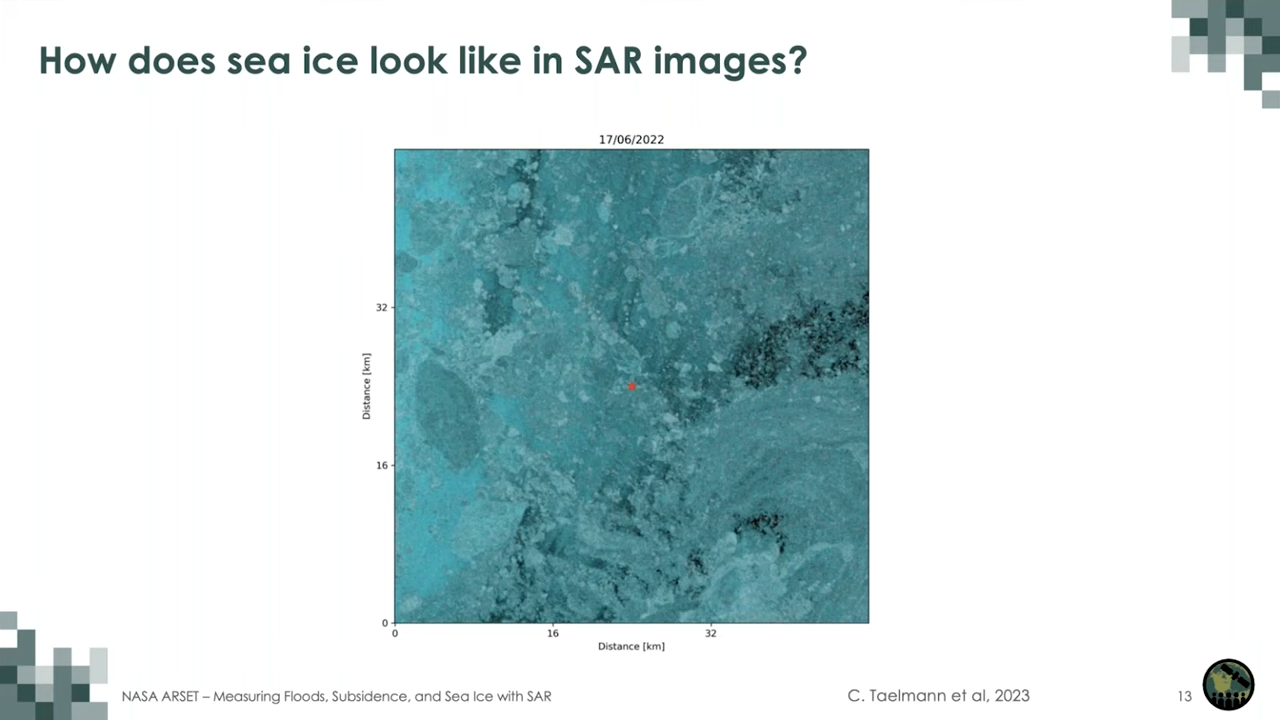 How does sea ice look like in SAR images?
17/06/2022
32
16
0
Distance [km]
0 16 32
Distance [km]
NASA ARSET – Measuring Floods, Subsidence, and Sea Ice with SAR
C. Taelmann et al, 2023
13